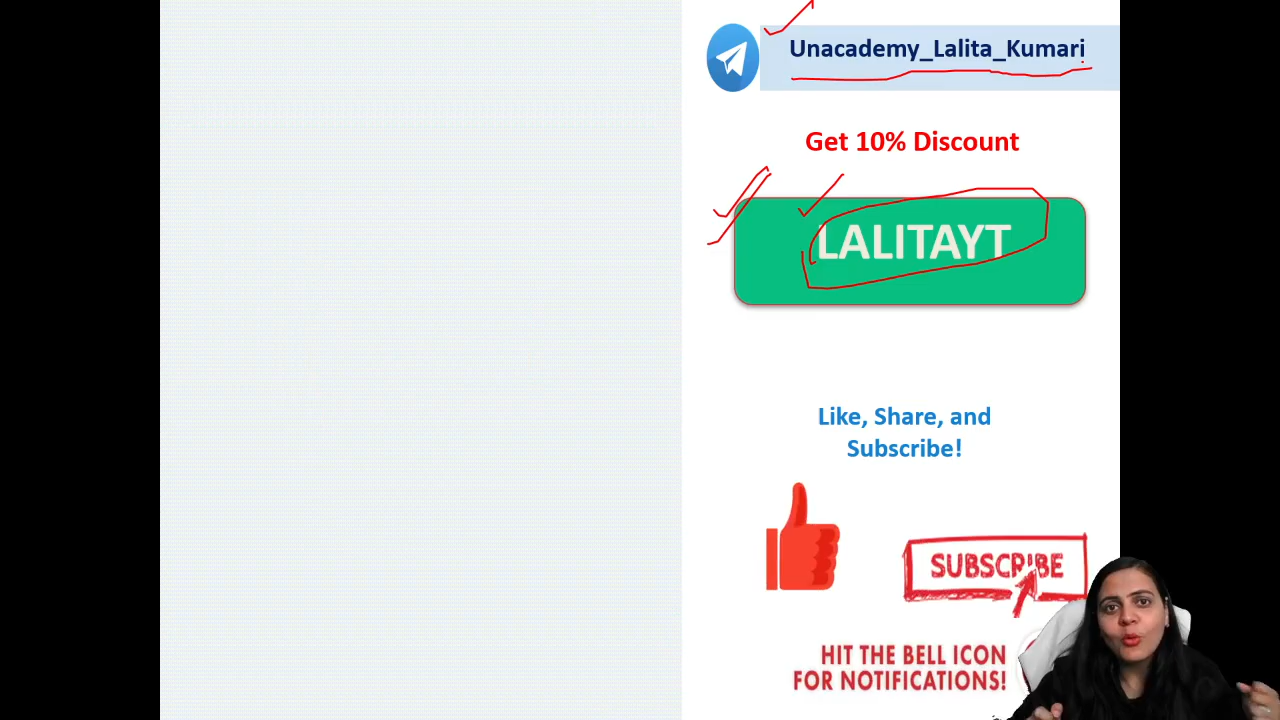 Unacademy_Lalita_Kumari
Get 10% Discount
LALITAYT
Like, Share, and
Subscribe!
SUBSCRIBE
HIT THE BELL ICON
FOR NOTIFICATIONS!